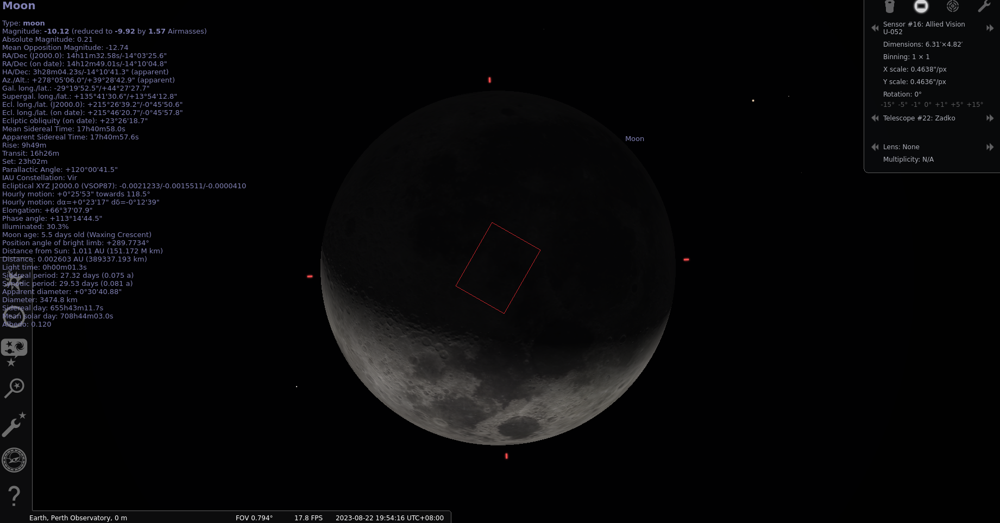 Moon
Type: moon
Magnitude: -10.12 (reduced to -9.92 by 1.57 Airmasses)
Absolute Magnitude: 0.21
Mean Opposition Magnitude: -12.74
RA/Dec (J2000.0): 14h11m32.58s/-14°03'25.6"
RA/Dec (on date): 14h12m49.01s/-14°10'04.8"
HA/Dec: 3h28m04.23s/-14°10'41.3" (apparent)
Az./Alt.: +278°05'06.0"/+39°28'42.9" (apparent)
Gal. long./lat.: -29°19'52.5"/+44°27'27.7"
Supergal. long./lat.: +135°41'30.6"/+13°54'12.8"
Ecl. long./lat. (J2000.0): +215°26'39.2"/-0°45'50.6"
Ecl. long./lat. (on date): +215°46'20.7"/-0°45'57.8"
Ecliptic obliquity (on date): +23°26'18.7"
Mean Sidereal Time: 17h40m58.0s
Apparent Sidereal Time: 17h40m57.6s
Rise: 9h49m
Transit: 16h26m
Set: 23h02m
Parallactic Angle: +120°00'41.5"
IAU Constellation: Vir
Ecliptical XYZ J2000.0 (VSOP87): -0.0021233/-0.0015511/-0.0000410
Hourly motion: +0°25'53" towards 118.5°
Hourly motion: dα=+0°23'17" dδ=-0°12'39"
Elongation: +66°37'07.9"
Phase angle: +113°14'44.5"
Illuminated: 30.3%
Moon age: 5.5 days old (Waxing Crescent)
Position angle of bright limb: +289.7734°
Distance from Sun: 1.011 AU (151.172 M km)
Distance: 0.002603 AU (389337.193 km)
Light time: 0h00m01.3s
Sidereal period: 27.32 days (0.075 a)
Synodic period: 29.53 days (0.081 a)
Apparent diameter: +0°30'40.88"
Diameter: 3474.8 km
Sidereal day: 655h43m11.7s
Mean solar day: 708h44m03.0s
Albedo: 0.120
Moon
Sensor #16: Allied Vision
U-052
Dimensions: 6.31′×4.82′
Binning: 1 × 1
X scale: 0.4638"/px
Y scale: 0.4636"/px
Rotation: 0°
-15° -5° -1° 0° +1° +5° +15°
Telescope #22: Zadko
Lens: None
Multiplicity: N/A
Earth, Perth Observatory, 0 m FOV 0.794° 17.8 FPS 2023-08-22 19:54:16 UTC+08:00